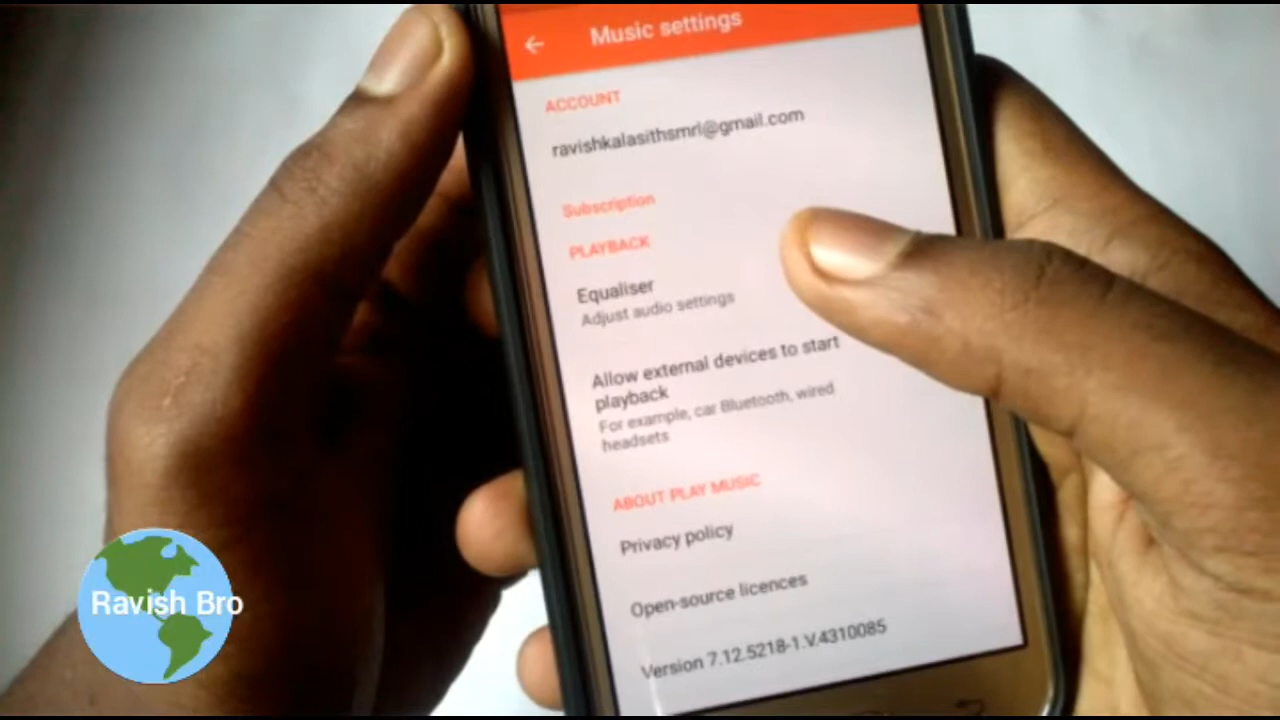 Music settings
ACCOUNT
ravishkalasithsmrl@gmail.com
Subscription
PLAYBACK
Equaliser
Adjust audio settings
Allow external devices to start
playback
For example, car Bluetooth, wired
headsets
ABOUT PLAY MUSIC
Privacy policy
Open-source licences
Version 7.12.5218-1.V.4310085
Ravish Bro